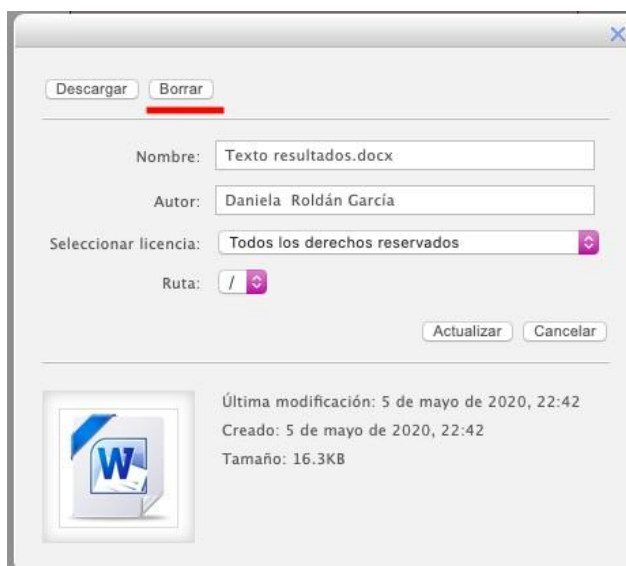 Descargar Borrar
Nombre: Texto resultados.docx
Autor: Daniela Roldán García
Seleccionar licencia: Todos los derechos reservados
Ruta: /
Actualizar Cancelar
Última modificación: 5 de mayo de 2020, 22:42
Creado: 5 de mayo de 2020, 22:42
Tamaño: 16.3KB
W